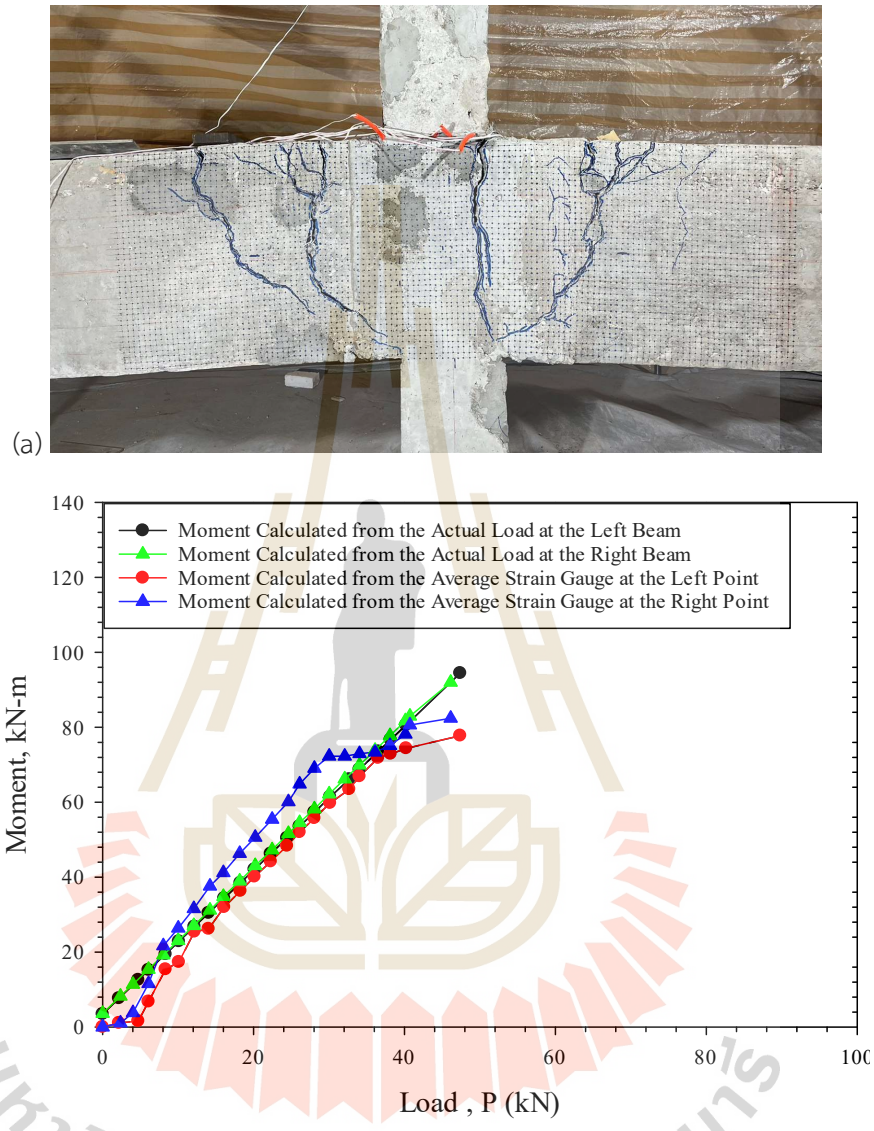 (a)
140
120
100
80
60
40
20
0
Moment, kN-m
Moment Calculated from the Actual Load at the Left Beam
Moment Calculated from the Actual Load at the Right Beam
Moment Calculated from the Average Strain Gauge at the Left Point
Moment Calculated from the Average Strain Gauge at the Right Point
0 20 40 60 80 100
Load , P (kN)